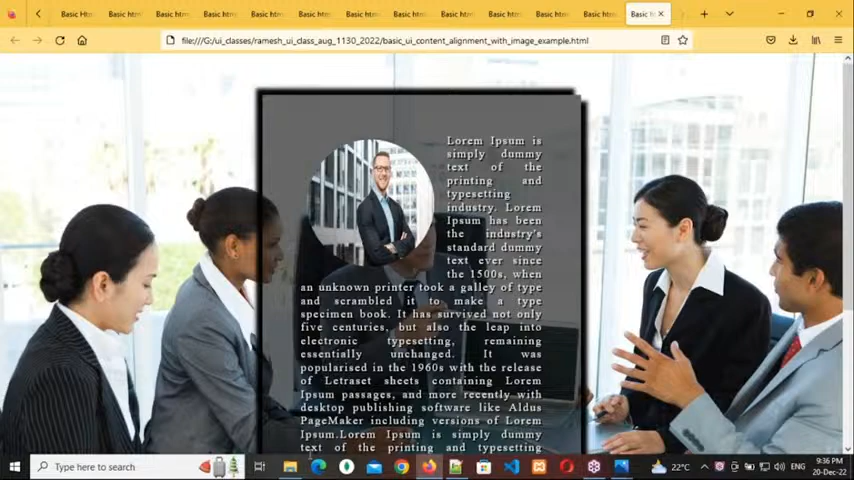 Basic Htm
Basic htm
Basic htm
Basic htm
Basic htm
Basic htm
Basic htm
Basic htm
Basic htm
Basic htm
Basic htm
Basic htm
Basic h
file:///G:/ui_classes/ramesh_ui_class_aug_1130_2022/basic_ui_content_alignment_with_image_example.html
Lorem Ipsum is
simply dummy
text of the
printing and
typesetting
industry. Lorem
Ipsum has been
the industry's
standard dummy
text ever since
the 1500s, when
an unknown printer took a galley of type
and scrambled it to make a type
specimen book. It has survived not only
five centuries, but also the leap into
electronic typesetting, remaining
essentially unchanged. It was
popularised in the 1960s with the release
of Letraset sheets containing Lorem
Ipsum passages, and more recently with
desktop publishing software like Aldus
PageMaker including versions of Lorem
Ipsum.Lorem Ipsum is simply dummy
text of the printing and typesetting
Type here to search
22°C
ENG
9:36 PM
20-Dec-22